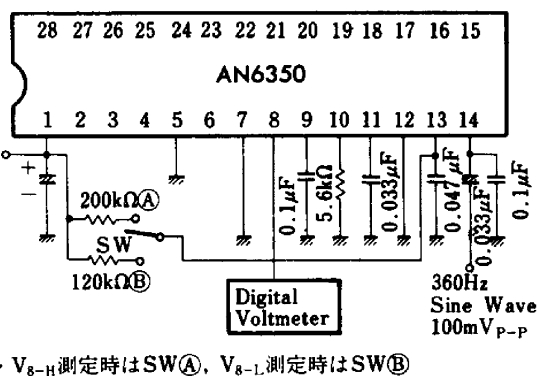 28 27 26 25 24 23 22 21 20 19 18 17 16 15
AN6350
1 2 3 4 5 6 7 8 9 10 11 12 13 14
+
−
200kΩⒶ
SW
120kΩⒷ
0.1μF
5.6kΩ
0.033μF
0.047μF
0.033μF
0.1μF
Digital
Voltmeter
360Hz
Sine Wave
100mVP-P
・V8-H測定時はSWⒶ, V8-L測定時はSWⒷ